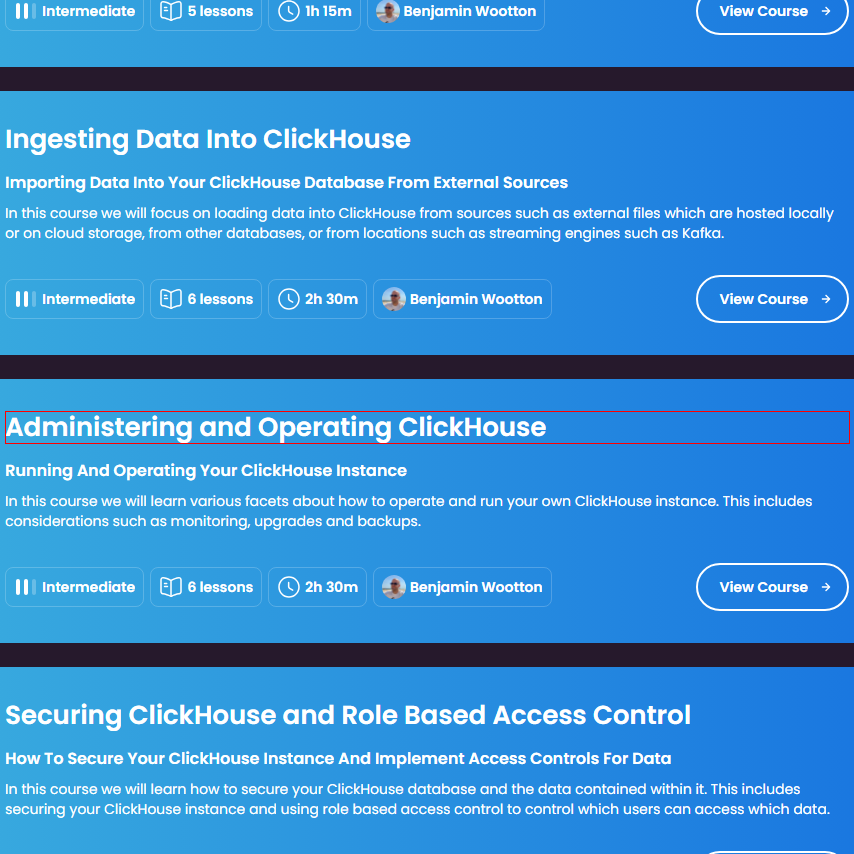 Intermediate 5 lessons 1h 15m Benjamin Wootton View Course →
Ingesting Data Into ClickHouse
Importing Data Into Your ClickHouse Database From External Sources
In this course we will focus on loading data into ClickHouse from sources such as external files which are hosted locally
or on cloud storage, from other databases, or from locations such as streaming engines such as Kafka.
Intermediate 6 lessons 2h 30m Benjamin Wootton View Course →
Administering and Operating ClickHouse
Running And Operating Your ClickHouse Instance
In this course we will learn various facets about how to operate and run your own ClickHouse instance. This includes
considerations such as monitoring, upgrades and backups.
Intermediate 6 lessons 2h 30m Benjamin Wootton View Course →
Securing ClickHouse and Role Based Access Control
How To Secure Your ClickHouse Instance And Implement Access Controls For Data
In this course we will learn how to secure your ClickHouse database and the data contained within it. This includes
securing your ClickHouse instance and using role based access control to control which users can access which data.